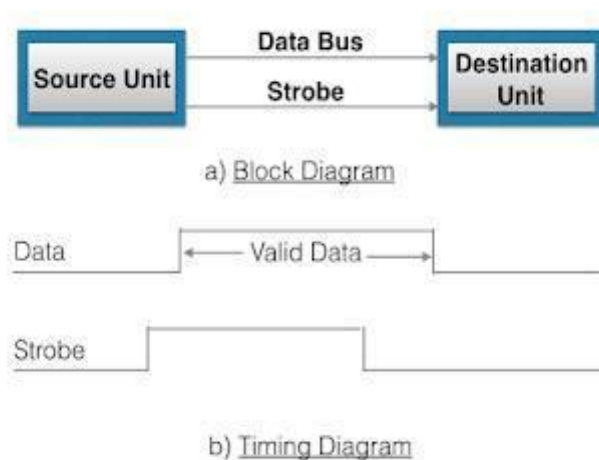 Data Bus
Source Unit
Strobe
Destination
Unit
a) Block Diagram
Data
Valid Data
Strobe
b) Timing Diagram